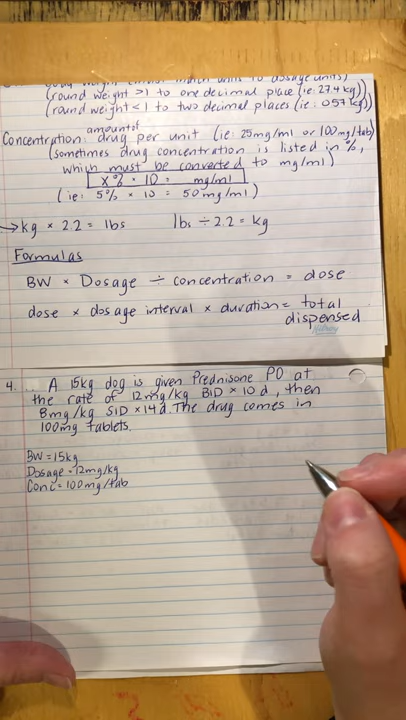 (round weight >1 to one decimal place (ie: 27.4 kg))
(round weight <1 to two decimal places (ie: 0.57 kg))
amount of
Concentration: drug per unit (ie: 25mg/ml or 100mg/tab)
(sometimes drug concentration is listed in %,
which must be converted to mg/ml)
X% × 10 = mg/ml
(ie: 5% × 10 = 50mg/ml)
→kg × 2.2 = lbs lbs ÷ 2.2 = kg
Formulas
BW × Dosage ÷ concentration = dose
dose × dosage interval × duration = total
dispensed
Hilroy
4. A 15kg dog is given Prednisone PO at
the rate of 12mg/kg BID × 10 d, then
8mg/kg SID × 14 d. The drug comes in
100mg tablets.
BW = 15kg
Dosage = 12mg/kg
Conc = 100mg/tab